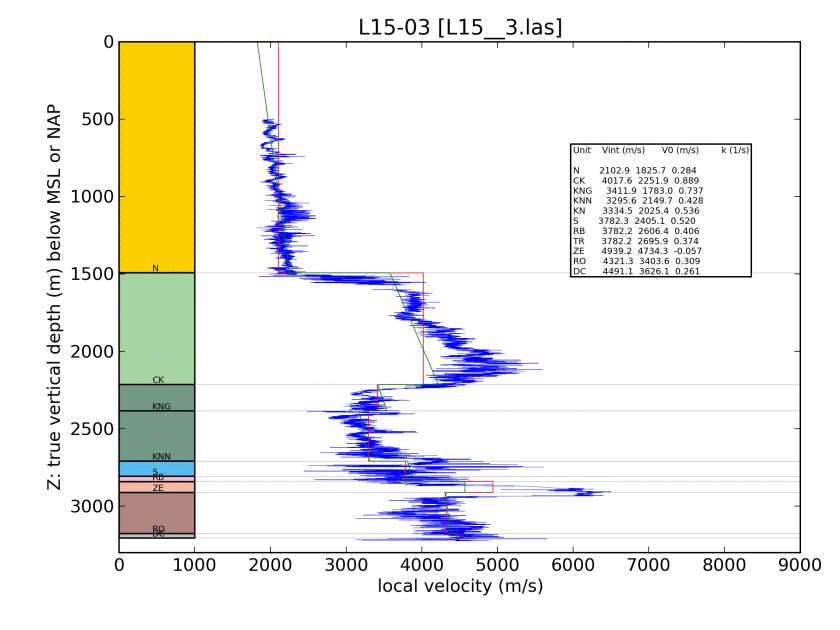 L15-03 [L15__3.las]
Z: true vertical depth (m) below MSL or NAP
0
500
1000
1500
2000
2500
3000
N
CK
KNG
KNN
S
RB
ZE
RO
DC
Unit Vint (m/s) V0 (m/s) k (1/s)
N 2102.9 1825.7 0.284
CK 4017.6 2251.9 0.889
KNG 3411.9 1783.0 0.737
KNN 3295.6 2149.7 0.428
KN 3334.5 2025.4 0.536
S 3782.3 2405.1 0.520
RB 3782.2 2606.4 0.406
TR 3782.2 2695.9 0.374
ZE 4939.2 4734.3 -0.057
RO 4321.3 3403.6 0.309
DC 4491.1 3626.1 0.261
0 1000 2000 3000 4000 5000 6000 7000 8000 9000
local velocity (m/s)